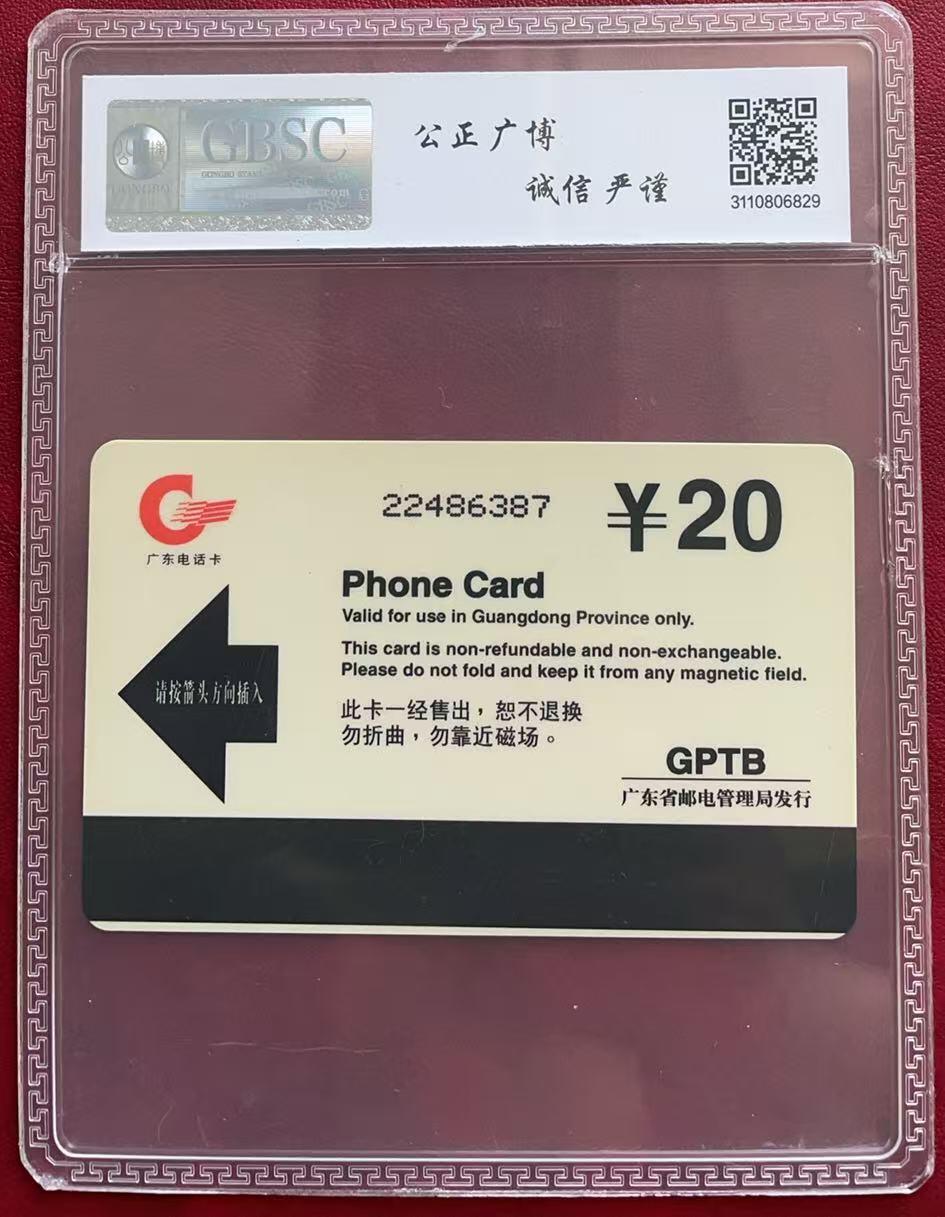 GBSC
公正广博
诚信严谨
3110806829
广东电话卡
22486387
¥20
Phone Card
Valid for use in Guangdong Province only.
This card is non-refundable and non-exchangeable.
Please do not fold and keep it from any magnetic field.
请按箭头方向插入
此卡一经售出，恕不退换
勿折曲，勿靠近磁场。
GPTB
广东省邮电管理局发行